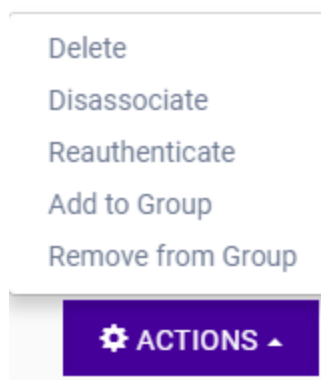 Delete
Disassociate
Reauthenticate
Add to Group
Remove from Group
ACTIONS